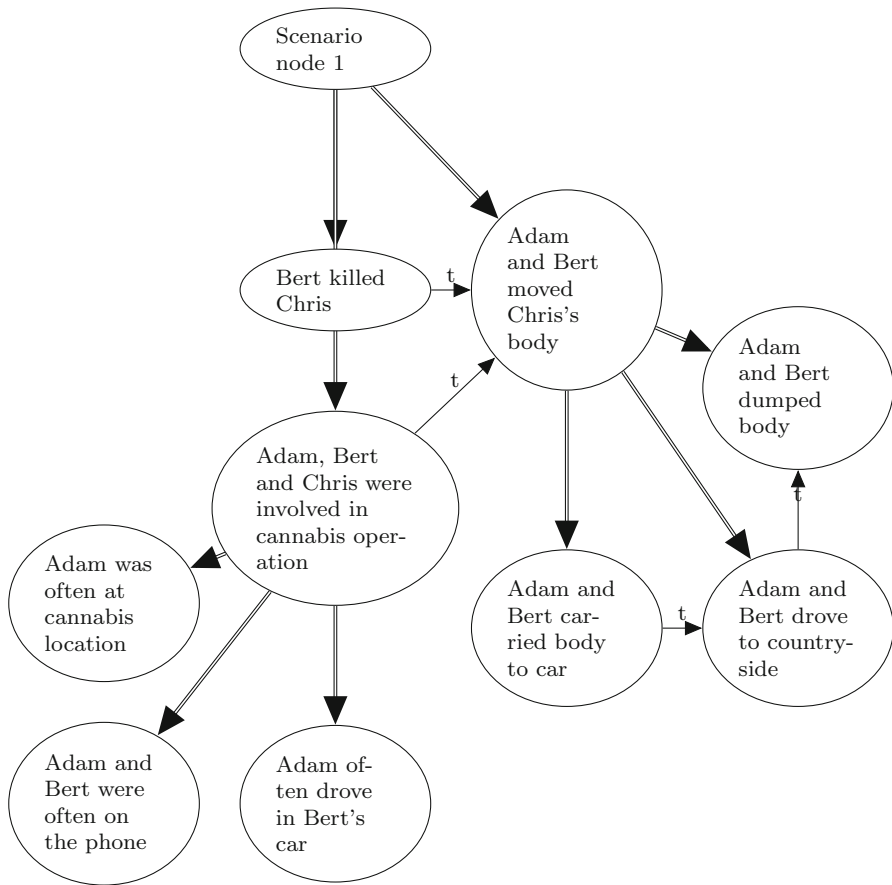 Scenario
node 1
Bert killed
Chris
t
Adam
and Bert
moved
Chris's
body
Adam
and Bert
dumped
body
t
t
Adam, Bert
and Chris were
involved in
cannabis oper-
ation
Adam was
often at
cannabis
location
Adam and
Bert car-
ried body
to car
t
Adam and
Bert drove
to country-
side
Adam and
Bert were
often on
the phone
Adam of-
ten drove
in Bert's
car